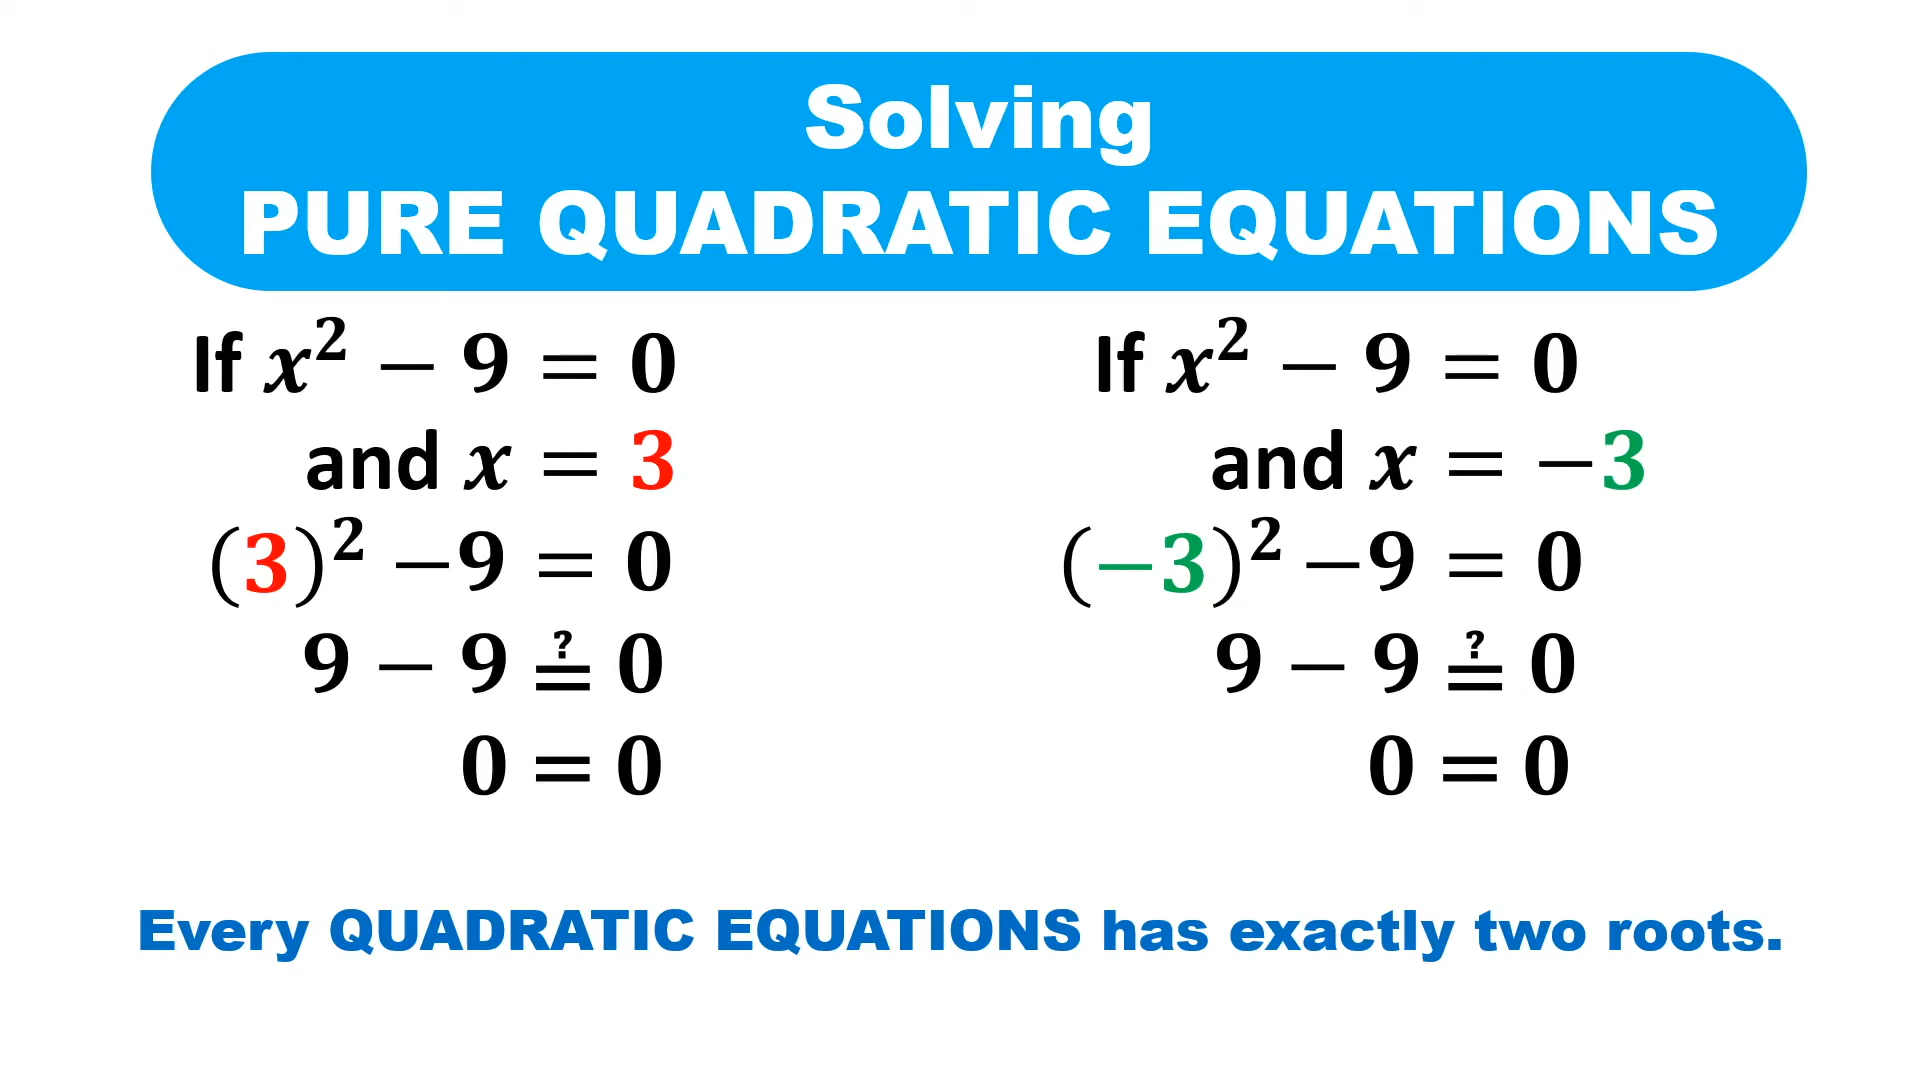 Solving
PURE QUADRATIC EQUATIONS
If x² − 9 = 0
and x = 3
(3)² −9 = 0
9 − 9 ≟ 0
0 = 0
If x² − 9 = 0
and x = −3
(−3)² −9 = 0
9 − 9 ≟ 0
0 = 0
Every QUADRATIC EQUATIONS has exactly two roots.